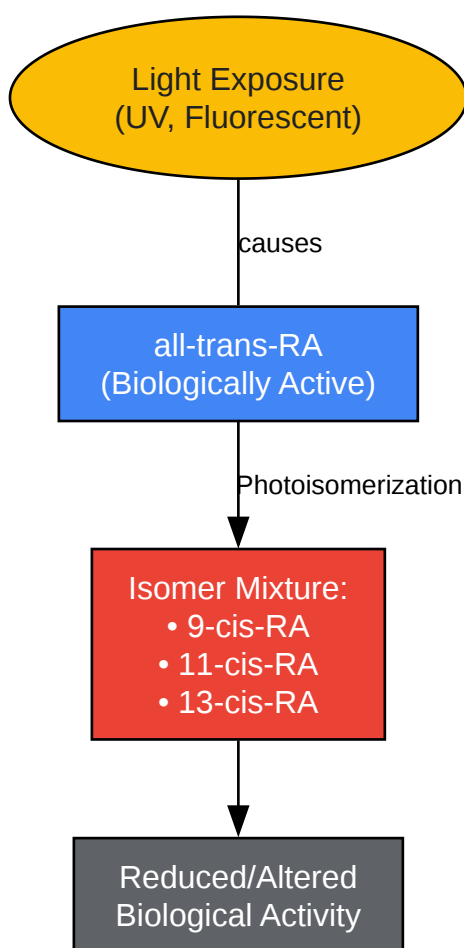 Light Exposure
(UV, Fluorescent)
causes
all-trans-RA
(Biologically Active)
Photoisomerization
Isomer Mixture:
• 9-cis-RA
• 11-cis-RA
• 13-cis-RA
Reduced/Altered
Biological Activity